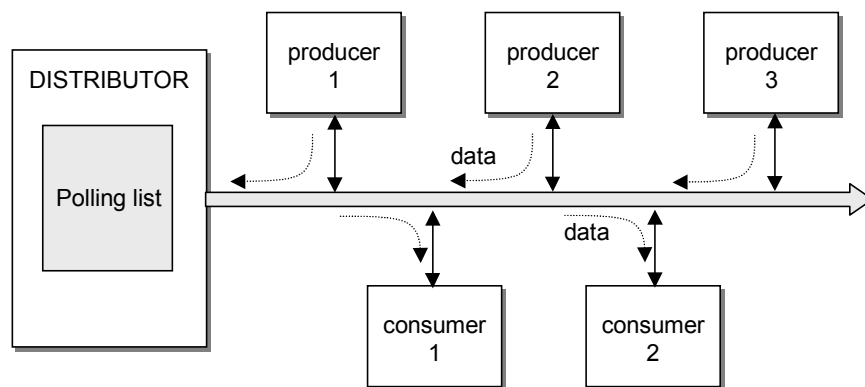 DISTRIBUTOR
Polling list
producer
1
producer
2
producer
3
data
data
consumer
1
consumer
2